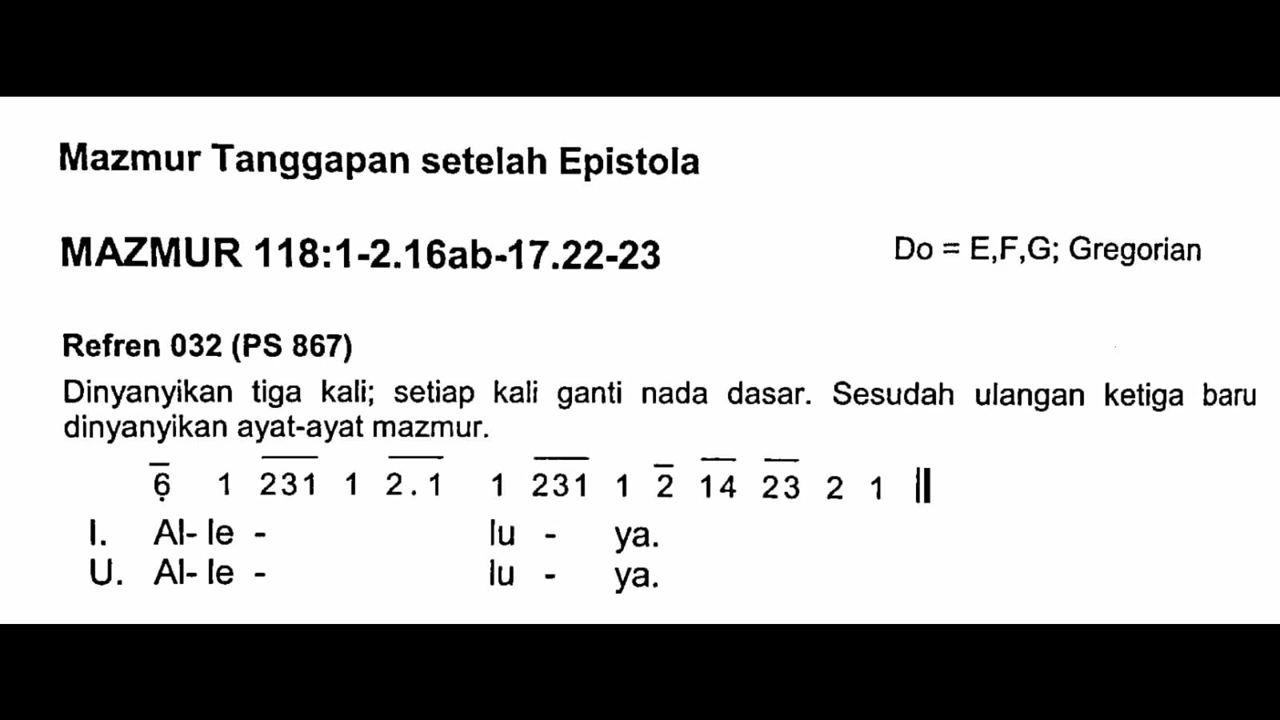 Mazmur Tanggapan setelah Epistola
MAZMUR 118:1-2.16ab-17.22-23 Do = E,F,G; Gregorian
Refren 032 (PS 867)
Dinyanyikan tiga kali; setiap kali ganti nada dasar. Sesudah ulangan ketiga baru
dinyanyikan ayat-ayat mazmur.
6̣ 1 231 1 2.1 1 231 1 2 14 23 2 1
I. Al- le - lu - ya.
U. Al- le - lu - ya.